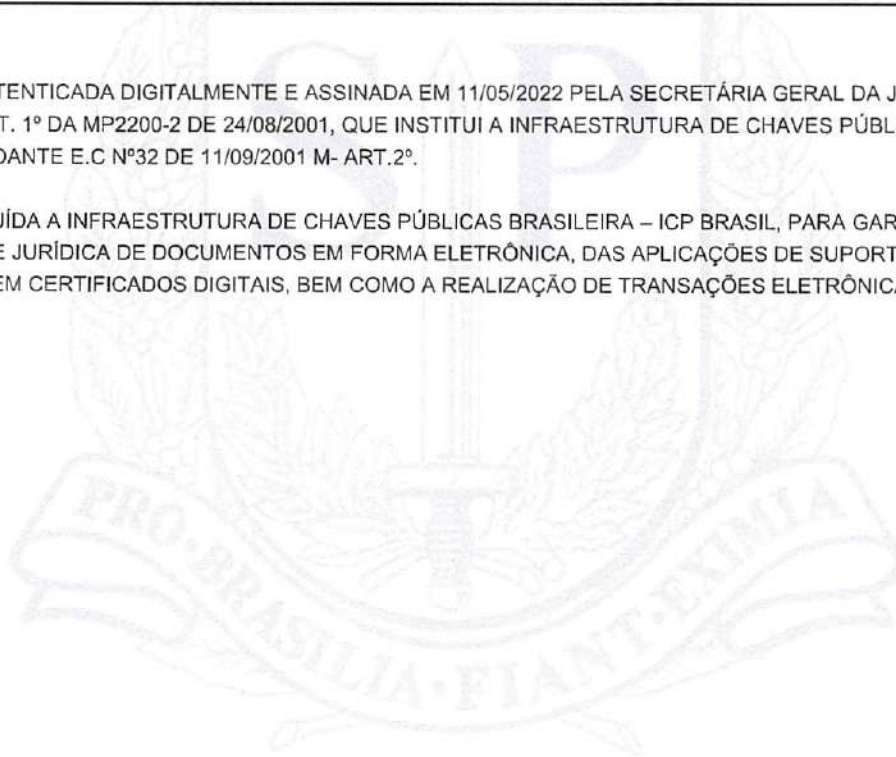 TENTICADA DIGITALMENTE E ASSINADA EM 11/05/2022 PELA SECRETÁRIA GERAL DA J
T. 1º DA MP2200-2 DE 24/08/2001, QUE INSTITUI A INFRAESTRUTURA DE CHAVES PÚBL
DANTE E.C Nº32 DE 11/09/2001 M- ART.2º.
UÍDA A INFRAESTRUTURA DE CHAVES PÚBLICAS BRASILEIRA – ICP BRASIL, PARA GAR
E JURÍDICA DE DOCUMENTOS EM FORMA ELETRÔNICA, DAS APLICAÇÕES DE SUPORT
EM CERTIFICADOS DIGITAIS, BEM COMO A REALIZAÇÃO DE TRANSAÇÕES ELETRÔNICA
SP
PRO·BRASILIA·FIANT·EXIMIA